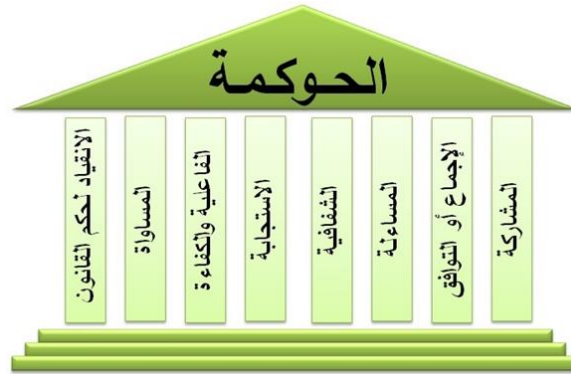 الحوكمة
المشاركة
الإجماع أو التوافق
المساءلة
الشفافية
الاستجابة
الفاعلية والكفاءة
المساواة
الانقياد لحكم القانون